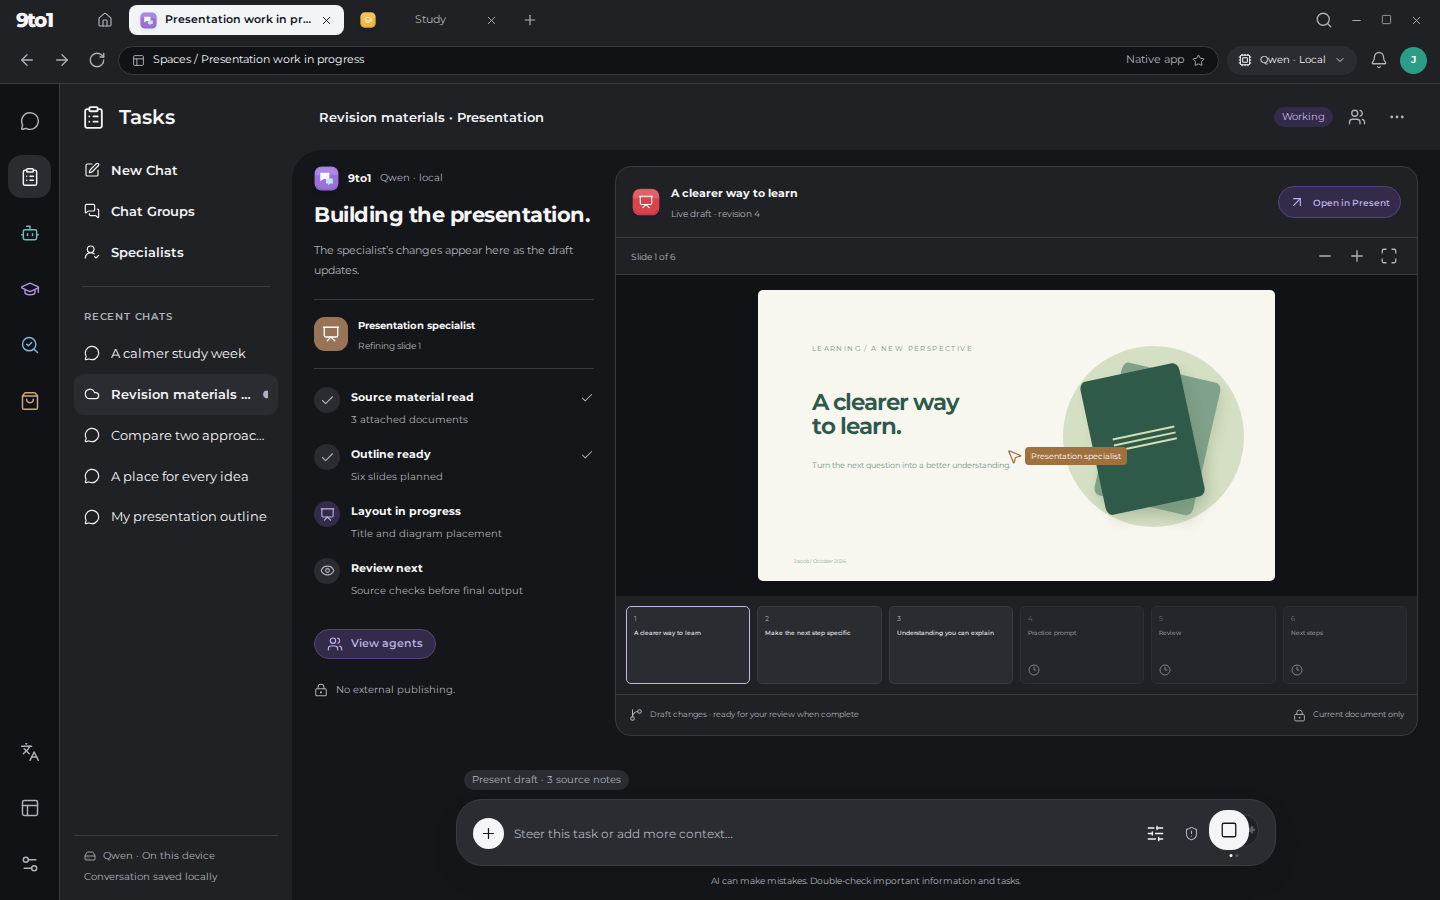 9to1
Presentation work in pr...
Study
Spaces / Presentation work in progress
Native app
Qwen · Local
J
Tasks
New Chat
Chat Groups
Specialists
RECENT CHATS
A calmer study week
Revision materials ...
Compare two approac...
A place for every idea
My presentation outline
Qwen · On this device
Conversation saved locally
Revision materials • Presentation
Working
9to1 Qwen · local
Building the presentation.
The specialist's changes appear here as the draft
updates.
Presentation specialist
Refining slide 1
Source material read
3 attached documents
Outline ready
Six slides planned
Layout in progress
Title and diagram placement
Review next
Source checks before final output
View agents
No external publishing.
A clearer way to learn
Live draft · revision 4
Open in Present
Slide 1 of 6
LEARNING / A NEW PERSPECTIVE
A clearer way
to learn.
Turn the next question into a better understanding.
Presentation specialist
Jacob / October 2026
1
A clearer way to learn
2
Make the next step specific
3
Understanding you can explain
4
Practice prompt
5
Review
6
Next steps
Draft changes · ready for your review when complete
Current document only
Present draft · 3 source notes
Steer this task or add more context...
AI can make mistakes. Double-check important information and tasks.